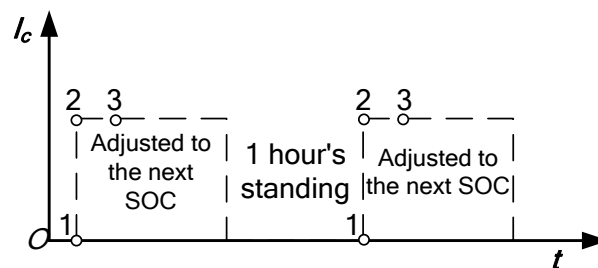 I_c
2 3
Adjusted to
the next
SOC
1 hour's
standing
2 3
Adjusted to
the next SOC
1
1
O
t